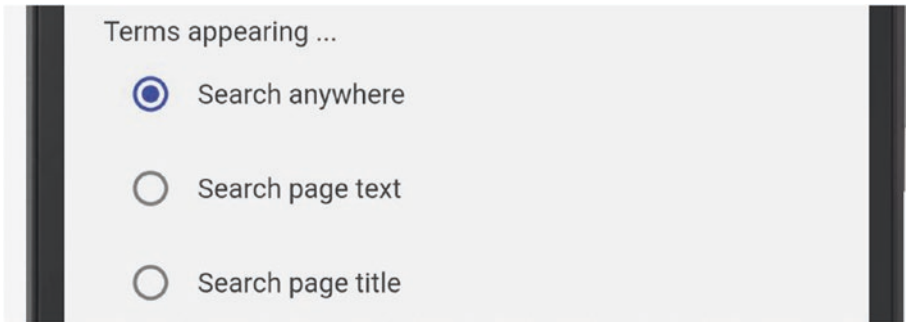 Terms appearing ...
Search anywhere
Search page text
Search page title